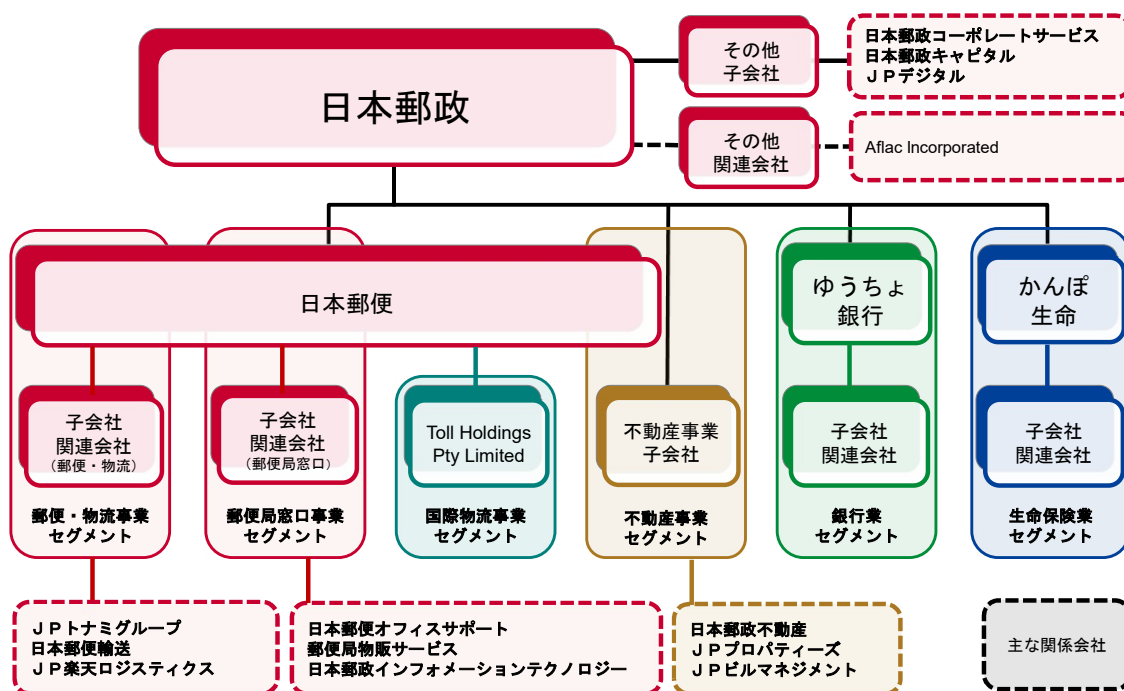 日本郵政
その他
子会社
日本郵政コーポレートサービス
日本郵政キャピタル
ＪＰデジタル
その他
関連会社
Aflac Incorporated
日本郵便
ゆうちょ
銀行
かんぽ
生命
子会社
関連会社
（郵便・物流）
子会社
関連会社
（郵便局窓口）
Toll Holdings
Pty Limited
不動産事業
子会社
子会社
関連会社
子会社
関連会社
郵便・物流事業
セグメント
郵便局窓口事業
セグメント
国際物流事業
セグメント
不動産事業
セグメント
銀行業
セグメント
生命保険業
セグメント
ＪＰトナミグループ
日本郵便輸送
ＪＰ楽天ロジスティクス
日本郵便オフィスサポート
郵便局物販サービス
日本郵政インフォメーションテクノロジー
日本郵政不動産
ＪＰプロパティーズ
ＪＰビルマネジメント
主な関係会社